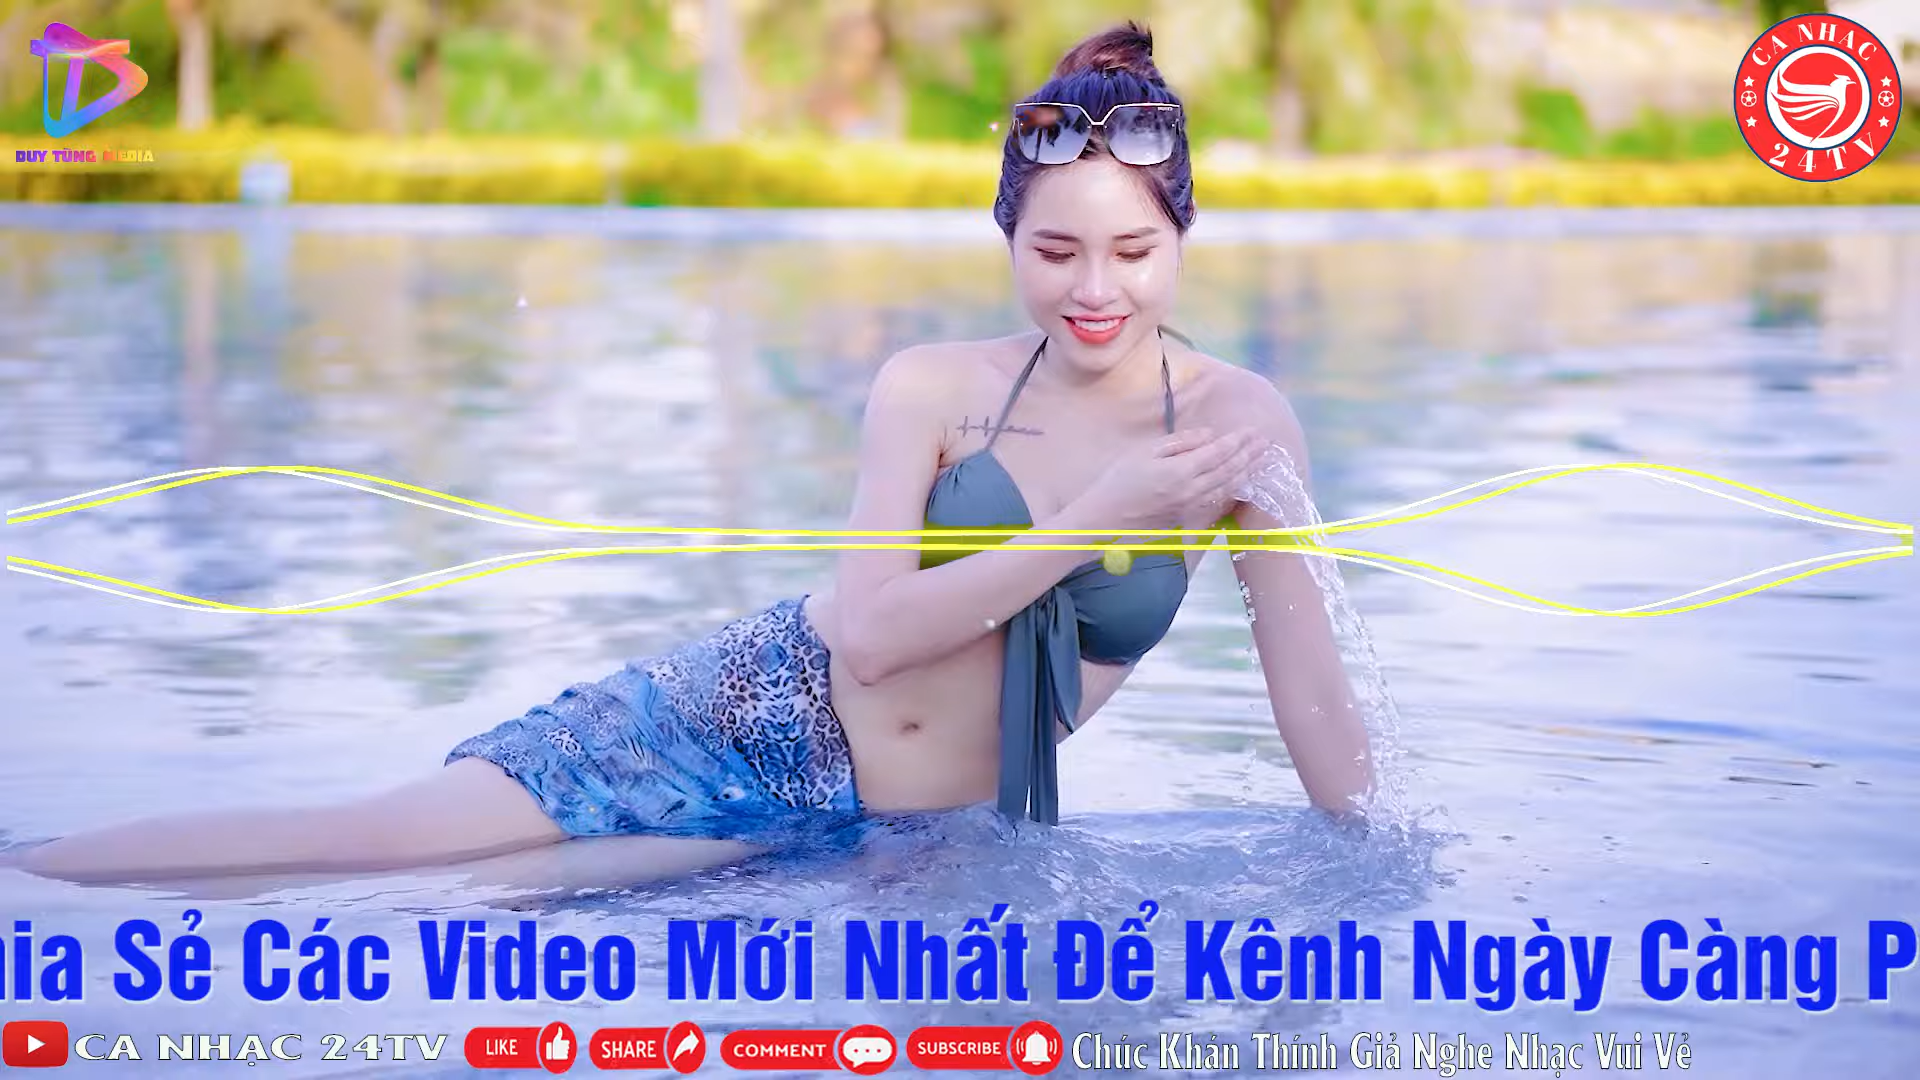 DUY TÙNG MEDIA
CA NHẠC
24TV
hia Sẻ Các Video Mới Nhất Để Kênh Ngày Càng P
CA NHẠC 24TV LIKE SHARE COMMENT SUBSCRIBE Chúc Khán Thính Giả Nghe Nhạc Vui Vẻ